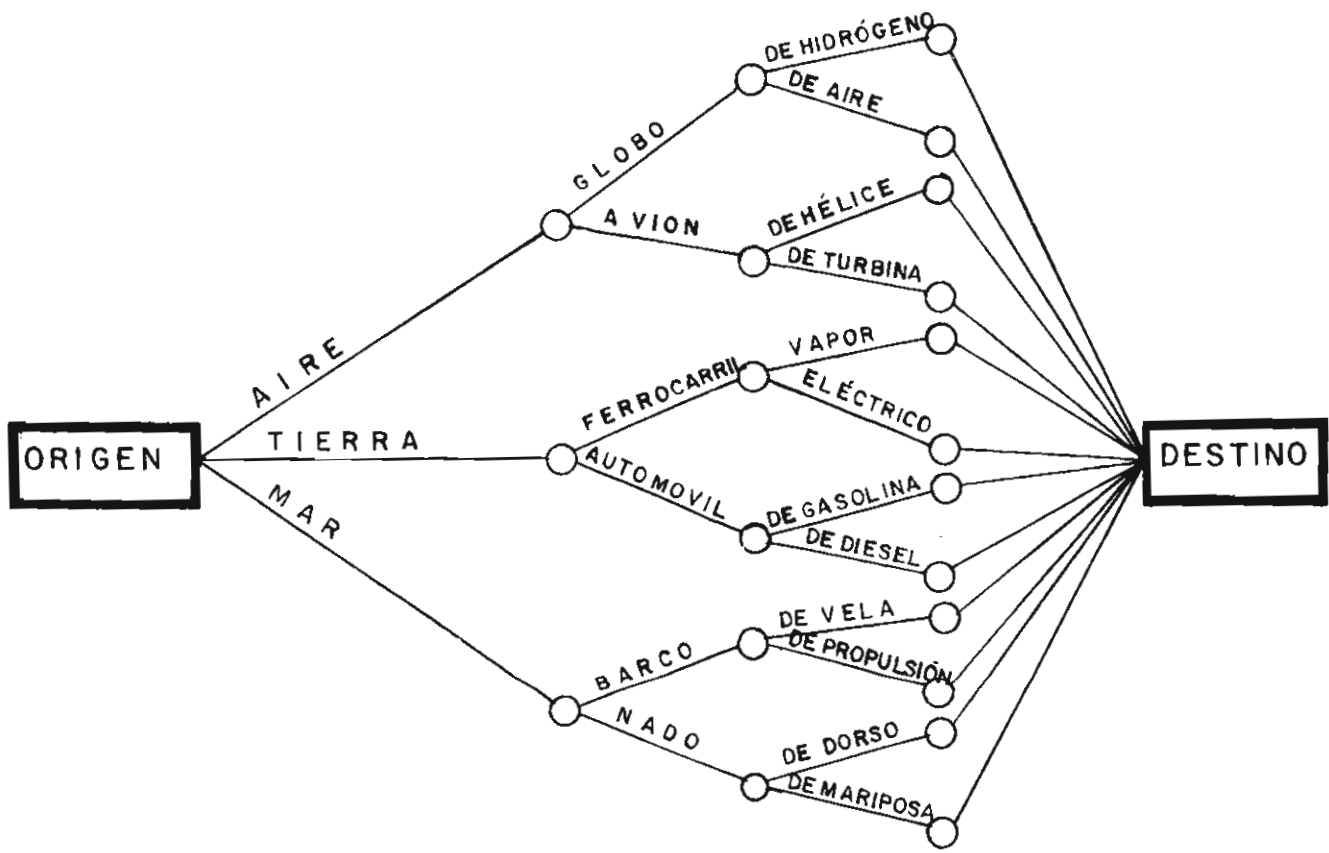 ORIGEN
AIRE
TIERRA
MAR
GLOBO
AVION
FERROCARRIL
AUTOMOVIL
BARCO
NADO
DE HIDRÓGENO
DE AIRE
DE HÉLICE
DE TURBINA
VAPOR
ELÉCTRICO
DE GASOLINA
DE DIESEL
DE VELA
DE PROPULSIÓN
DE DORSO
DE MARIPOSA
DESTINO